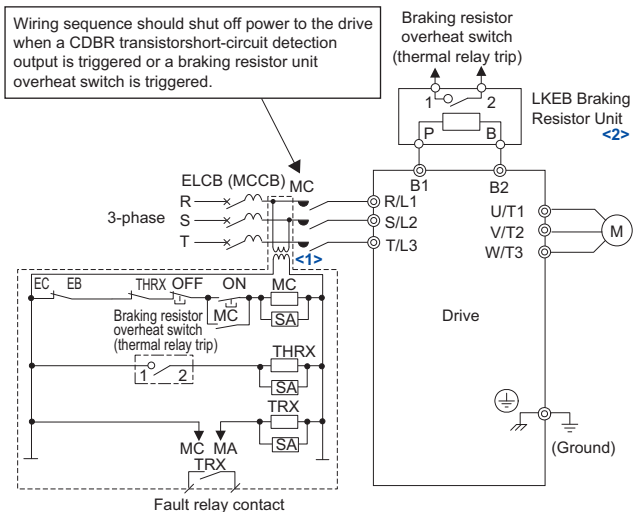 Wiring sequence should shut off power to the drive
when a CDBR transistorshort-circuit detection
output is triggered or a braking resistor unit
overheat switch is triggered.
Braking resistor
overheat switch
(thermal relay trip)
1 2
LKEB Braking
Resistor Unit
<2>
P B
ELCB (MCCB) MC
B1 B2
3-phase
R
S
T
R/L1
S/L2
T/L3
<1>
U/T1
V/T2
W/T3
M
Drive
EC EB THRX OFF ON MC
MC
SA
Braking resistor
overheat switch
(thermal relay trip)
1 2
THRX
SA
TRX
SA
MC MA
TRX
Fault relay contact
(Ground)